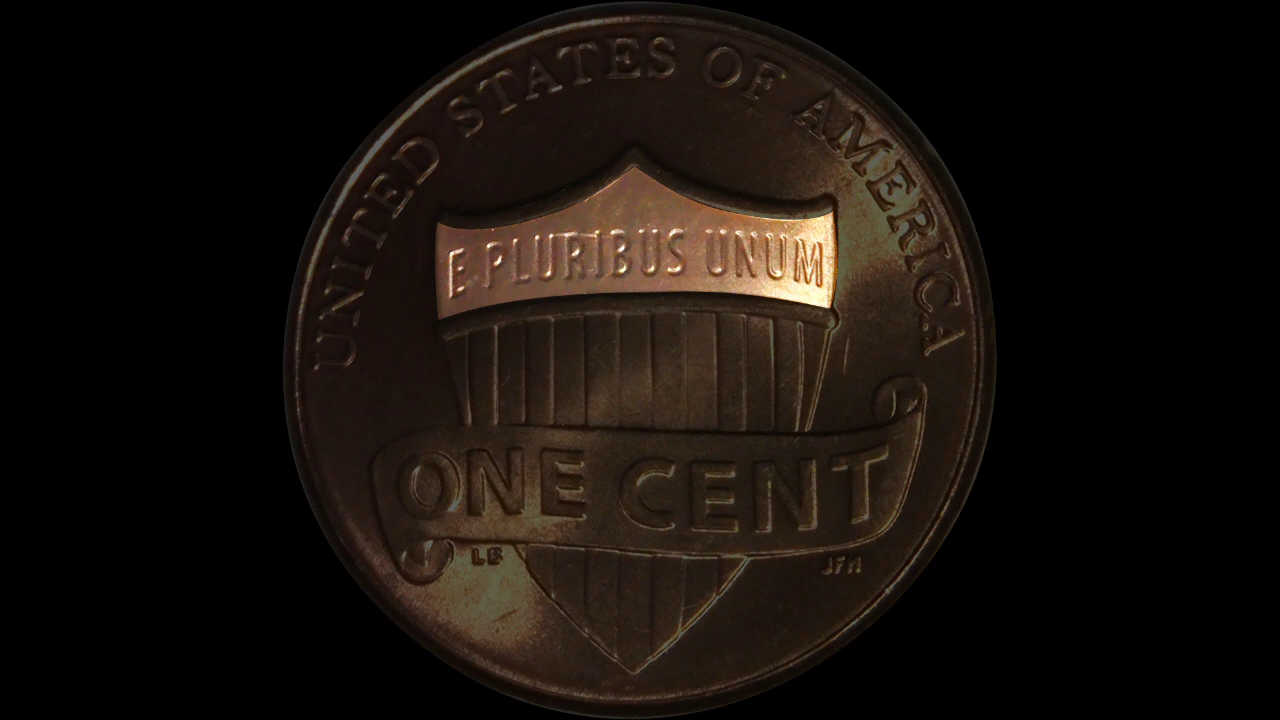 UNITED STATES OF AMERICA
E PLURIBUS UNUM
ONE CENT
LB
JFM